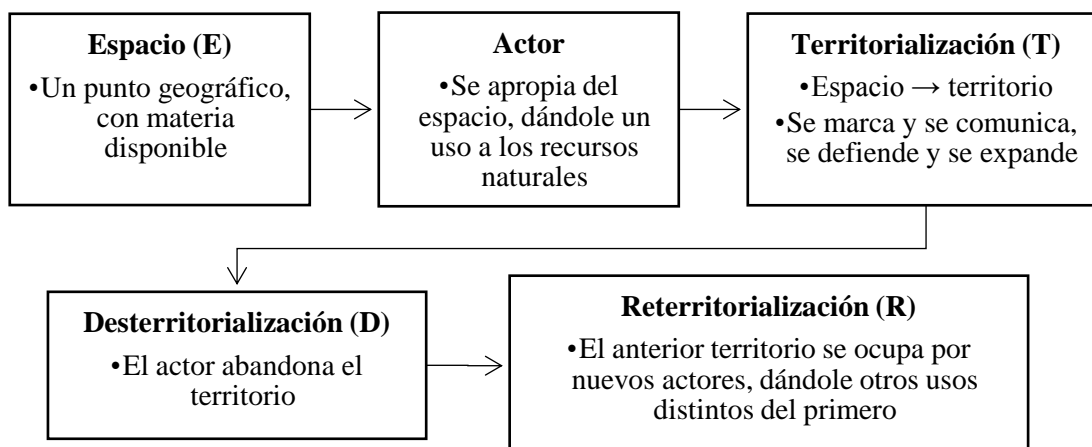 Espacio (E)
•Un punto geográfico,
con materia
disponible
Actor
•Se apropia del
espacio, dándole un
uso a los recursos
naturales
Territorialización (T)
•Espacio → territorio
•Se marca y se comunica,
se defiende y se expande
Desterritorialización (D)
•El actor abandona el
territorio
Reterritorialización (R)
•El anterior territorio se ocupa por
nuevos actores, dándole otros usos
distintos del primero